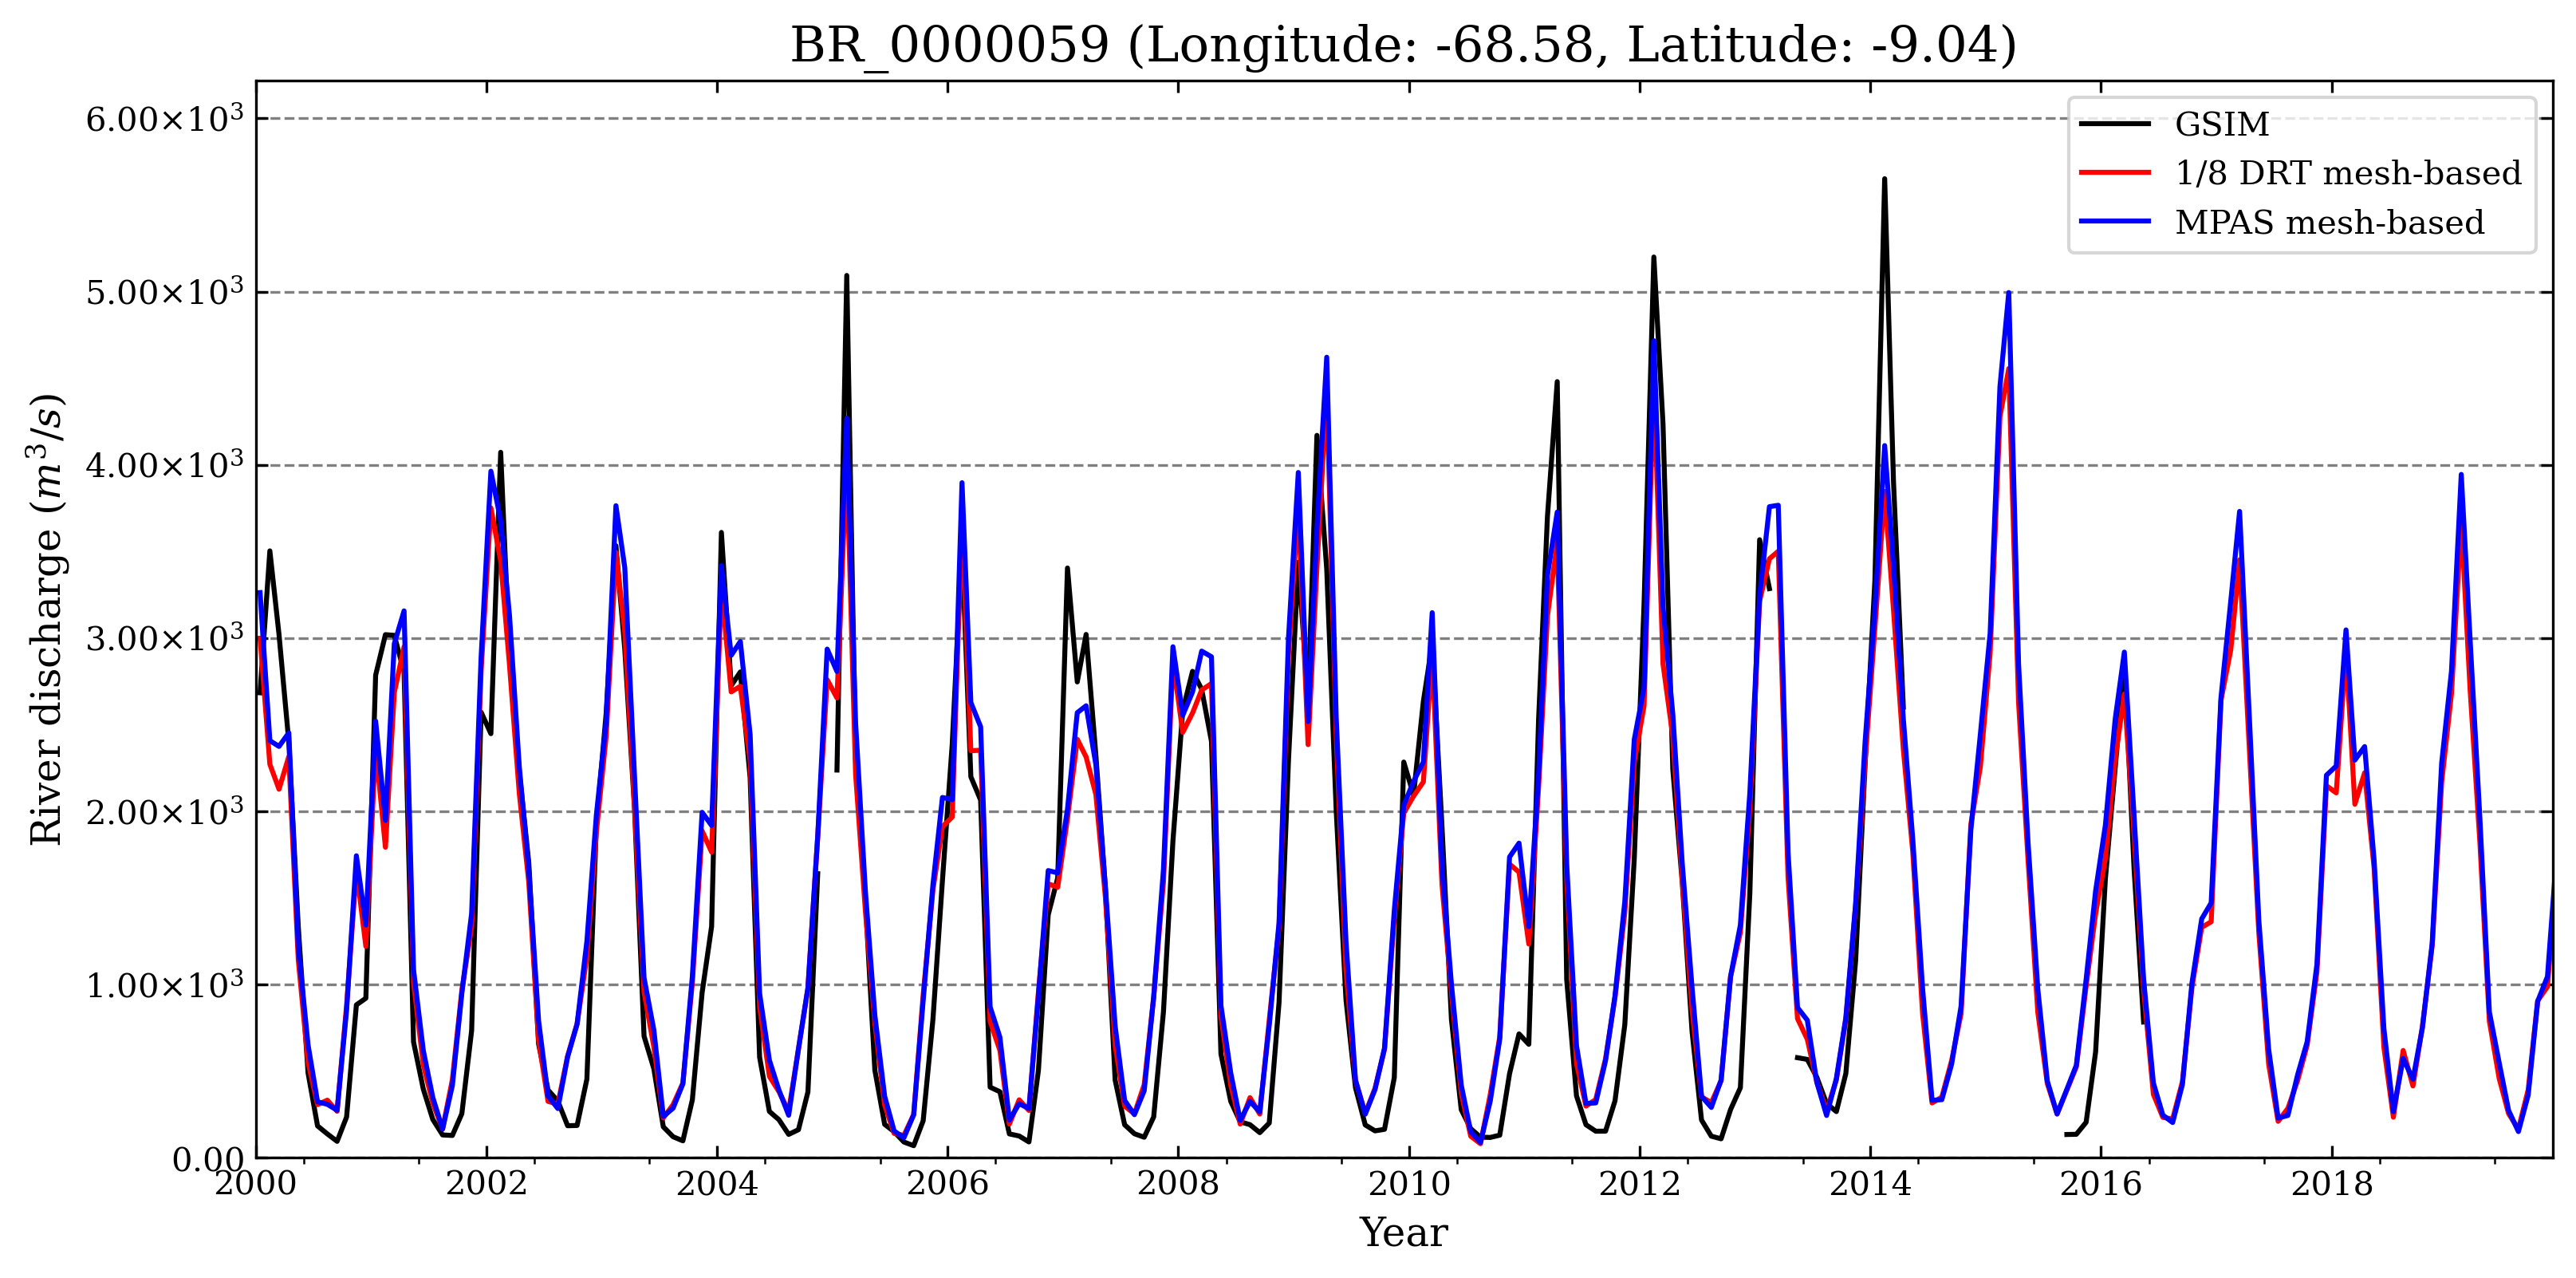 BR_0000059 (Longitude: -68.58, Latitude: -9.04)
GSIM
1/8 DRT mesh-based
MPAS mesh-based
River discharge (m³/s)
6.00×10³
5.00×10³
4.00×10³
3.00×10³
2.00×10³
1.00×10³
0.00
2000 2002 2004 2006 2008 2010 2012 2014 2016 2018
Year